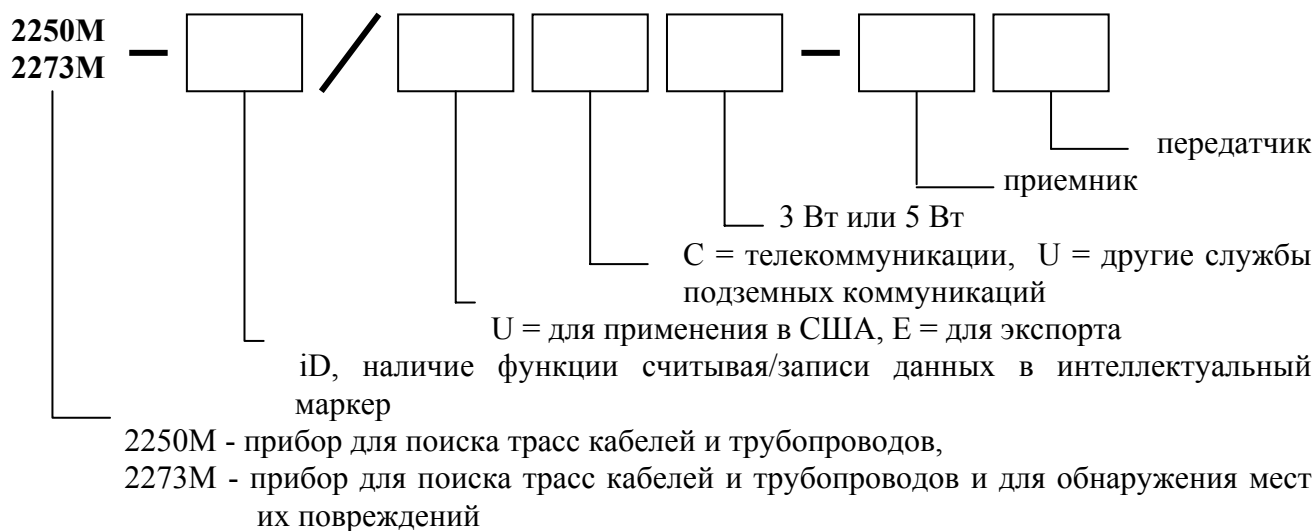 2250M
2273M
передатчик
приемник
3 Вт или 5 Вт
C = телекоммуникации, U = другие службы
подземных коммуникаций
U = для применения в США, E = для экспорта
iD, наличие функции считывая/записи данных в интеллектуальный
маркер
2250M - прибор для поиска трасс кабелей и трубопроводов,
2273M - прибор для поиска трасс кабелей и трубопроводов и для обнаружения мест
их повреждений